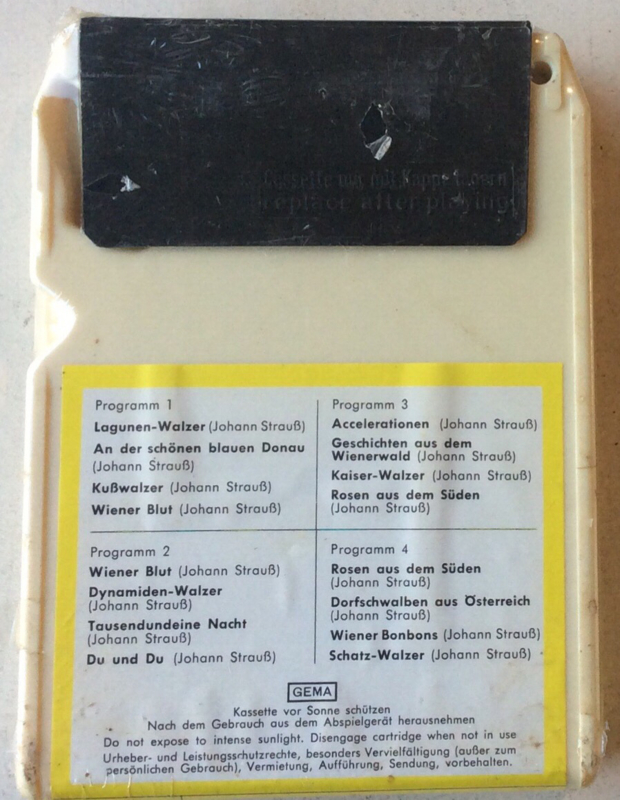 Cassette nur mit Kappe lagern
replace after playing
Programm 1
Lagunen-Walzer (Johann Strauß)
An der schönen blauen Donau
(Johann Strauß)
Kußwalzer (Johann Strauß)
Wiener Blut (Johann Strauß)
Programm 2
Wiener Blut (Johann Strauß)
Dynamiden-Walzer
(Johann Strauß)
Tausendundeine Nacht
(Johann Strauß)
Du und Du (Johann Strauß)
Programm 3
Accelerationen (Johann Strauß)
Geschichten aus dem
Wienerwald (Johann Strauß)
Kaiser-Walzer (Johann Strauß)
Rosen aus dem Süden
(Johann Strauß)
Programm 4
Rosen aus dem Süden
(Johann Strauß)
Dorfschwalben aus Österreich
(Johann Strauß)
Wiener Bonbons (Johann Strauß)
Schatz-Walzer (Johann Strauß)
GEMA
Kassette vor Sonne schützen
Nach dem Gebrauch aus dem Abspielgerät herausnehmen
Do not expose to intense sunlight. Disengage cartridge when not in use
Urheber- und Leistungsschutzrechte, besonders Vervielfältigung (außer zum
persönlichen Gebrauch), Vermietung, Aufführung, Sendung, vorbehalten.